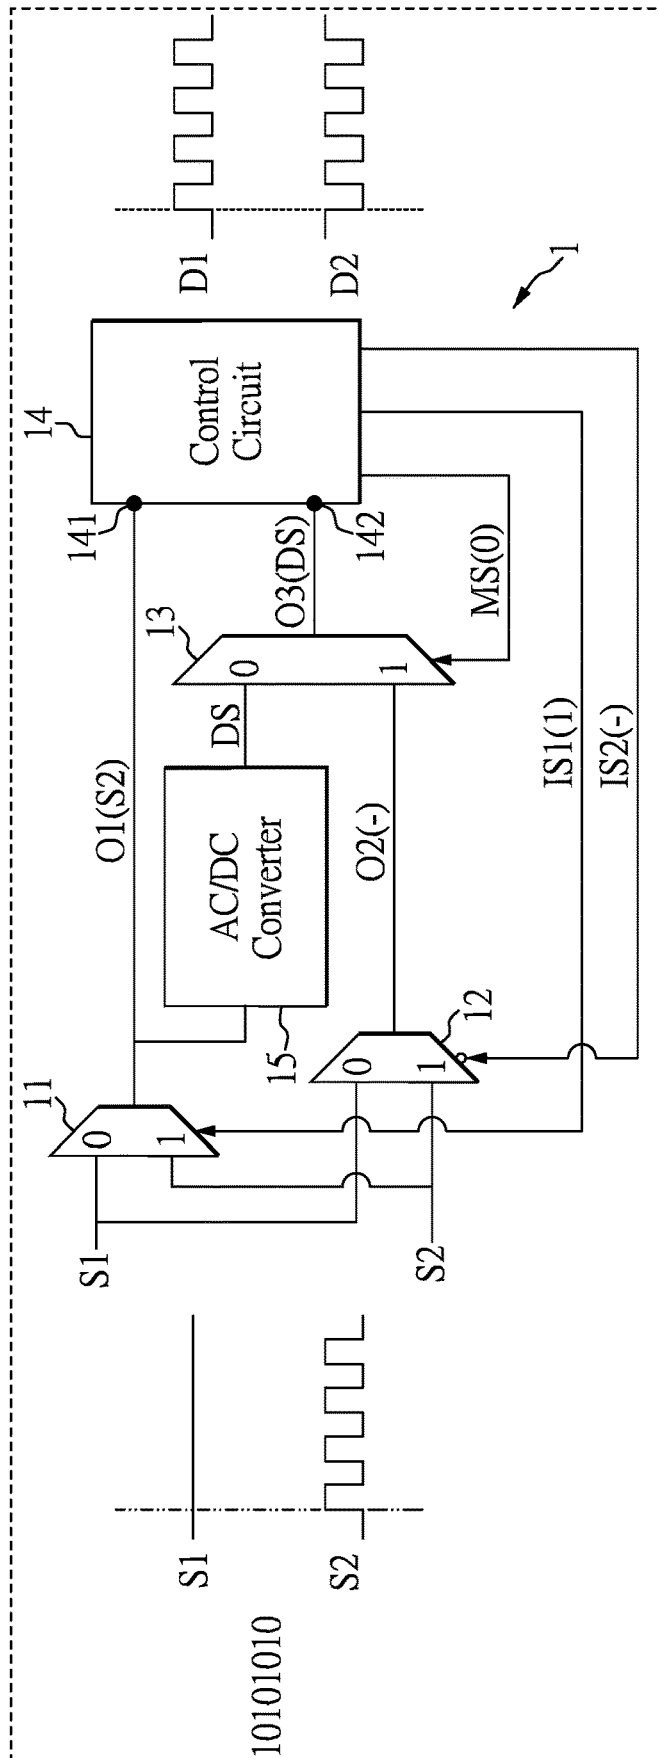 10101010
S1
S2
S1
S2
11
0
1
12
0
1
15
AC/DC
Converter
O1(S2)
DS
O2(-)
13
0
1
O3(DS)
MS(0)
IS1(1)
IS2(-)
14
141
142
Control
Circuit
D1
D2
1